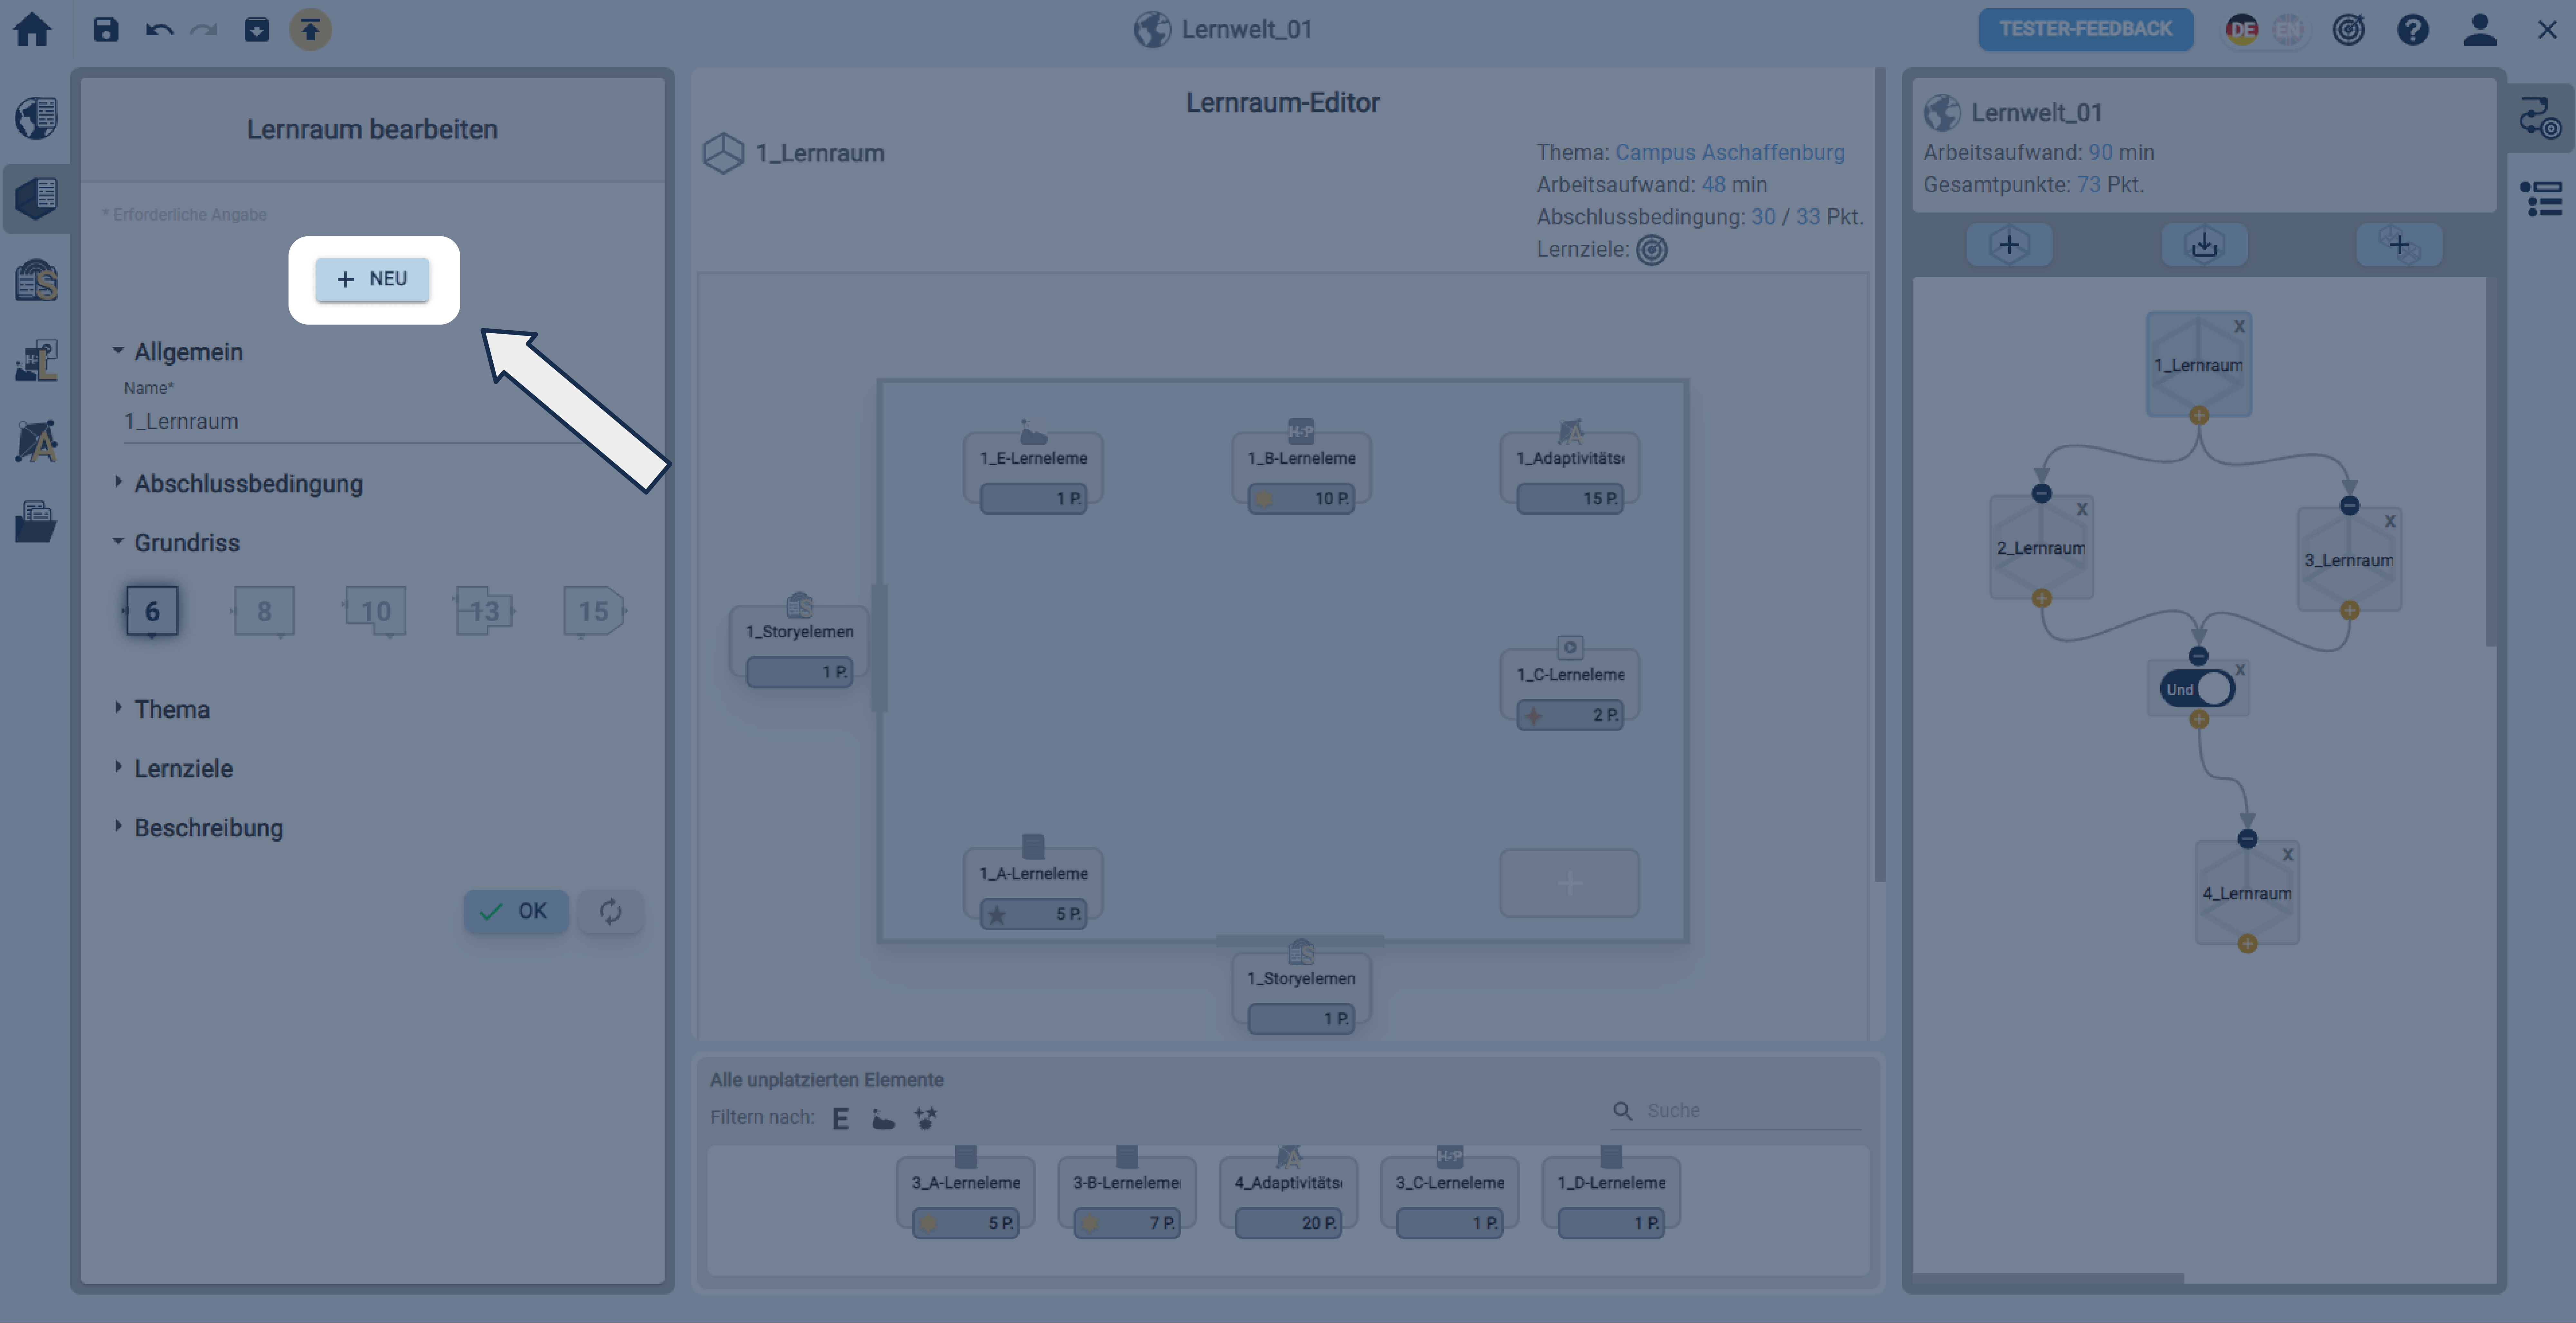 Lernwelt_01
TESTER-FEEDBACK
DE
EN
Lernraum bearbeiten
* Erforderliche Angabe
+ NEU
Allgemein
Name*
1_Lernraum
Abschlussbedingung
Grundriss
6
8
10
13
15
Thema
Lernziele
Beschreibung
OK
Lernraum-Editor
1_Lernraum
Thema: Campus Aschaffenburg
Arbeitsaufwand: 48 min
Abschlussbedingung: 30 / 33 Pkt.
Lernziele:
1_E-Lerneleme
1 P.
H-P
1_B-Lerneleme
10 P.
A
1_Adaptivitäts
15 P.
S
1_Storyelemen
1 P.
1_C-Lerneleme
2 P.
1_A-Lerneleme
5 P.
S
1_Storyelemen
1 P.
Alle unplatzierten Elemente
Filtern nach: E
Suche
3_A-Lerneleme
5 P.
3-B-Lerneleme
7 P.
A
4_Adaptivitäts
20 P.
H-P
3_C-Lerneleme
1 P.
1_D-Lerneleme
1 P.
Lernwelt_01
Arbeitsaufwand: 90 min
Gesamtpunkte: 73 Pkt.
x
1_Lernraum
x
2_Lernraum
x
3_Lernraum
x
Und
x
4_Lernraum